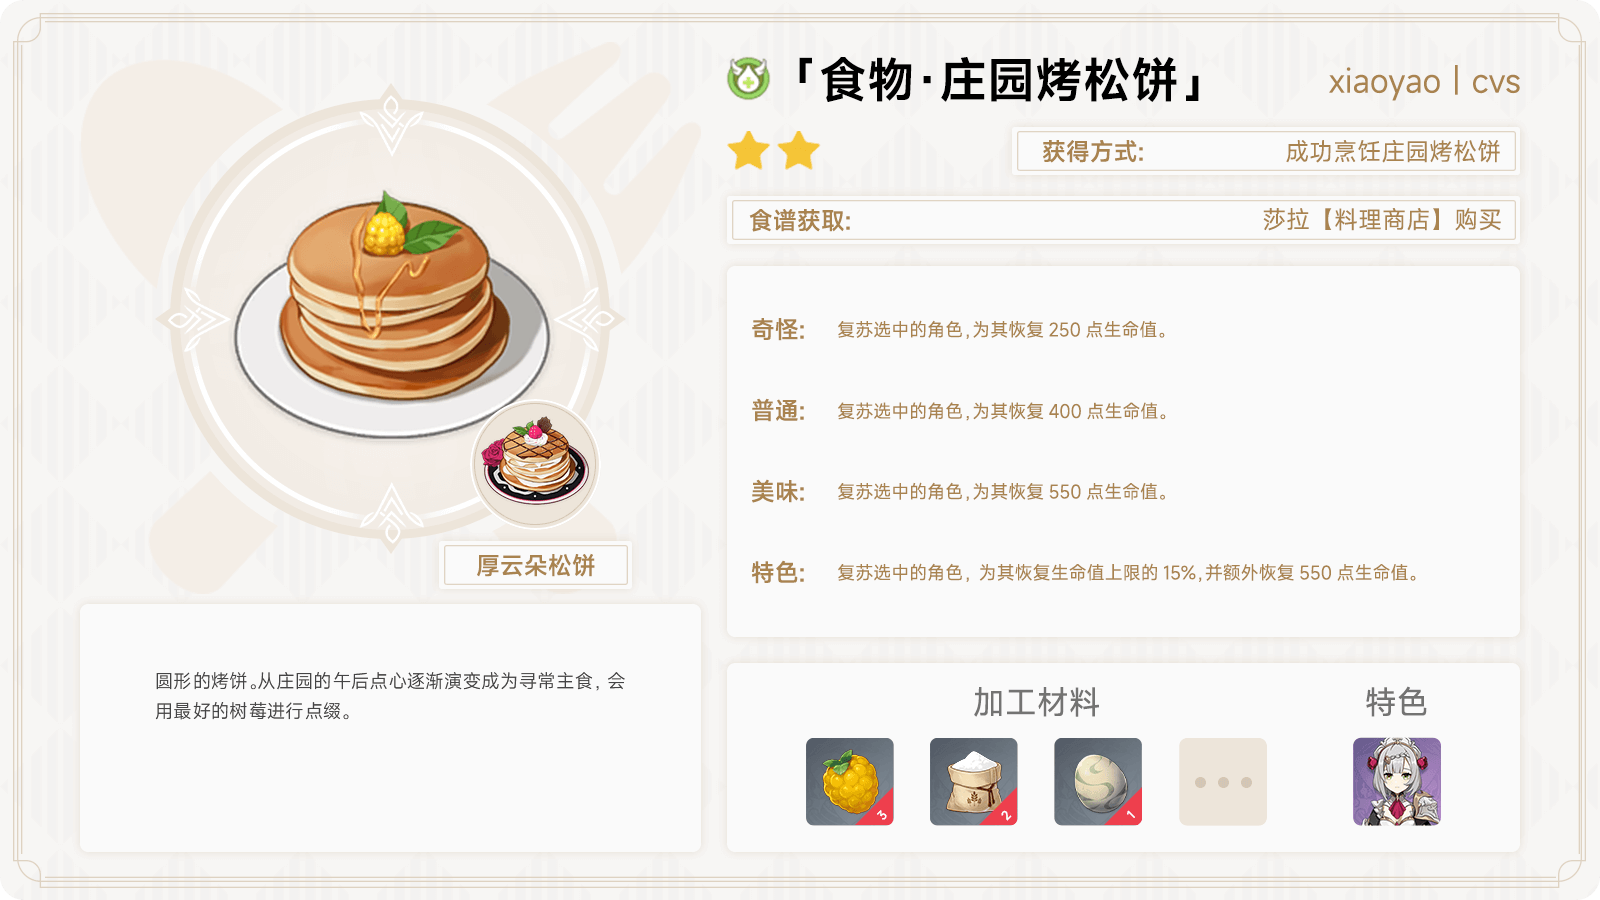 「食物·庄园烤松饼」
xiaoyao | cvs
获得方式:
成功烹饪庄园烤松饼
食谱获取:
莎拉【料理商店】购买
奇怪:
复苏选中的角色,为其恢复 250 点生命值。
普通:
复苏选中的角色,为其恢复 400 点生命值。
美味:
复苏选中的角色,为其恢复 550 点生命值。
特色:
复苏选中的角色, 为其恢复生命值上限的 15%,并额外恢复 550 点生命值。
厚云朵松饼
圆形的烤饼。从庄园的午后点心逐渐演变成为寻常主食, 会
用最好的树莓进行点缀。
加工材料
特色
3
2
1